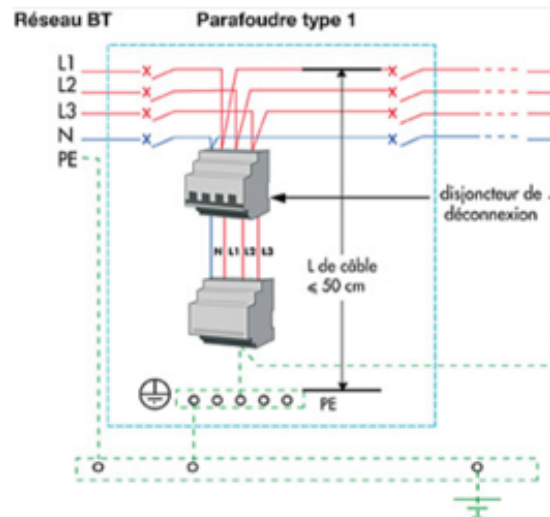 Réseau BT
Parafoudre type 1
L1
L2
L3
N
PE
disjoncteur de
déconnexion
N L1 L2 L3
L de câble
⩽ 50 cm
PE